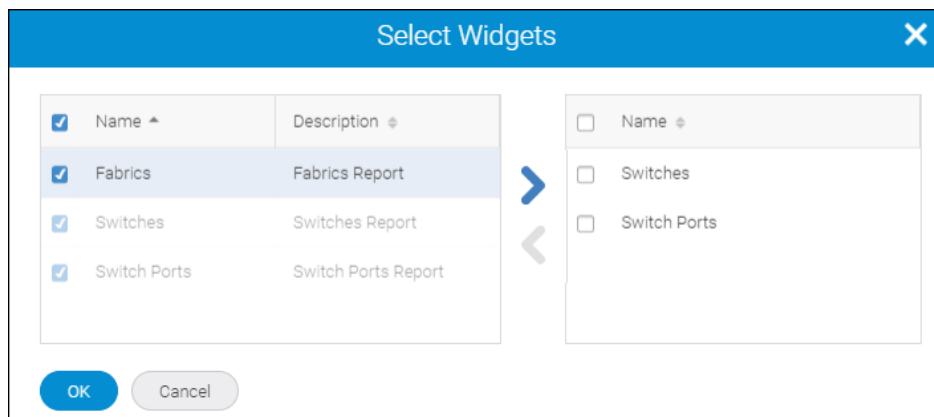 Select Widgets
Name Description
Fabrics Fabrics Report
Switches Switches Report
Switch Ports Switch Ports Report
Name
Switches
Switch Ports
OK Cancel